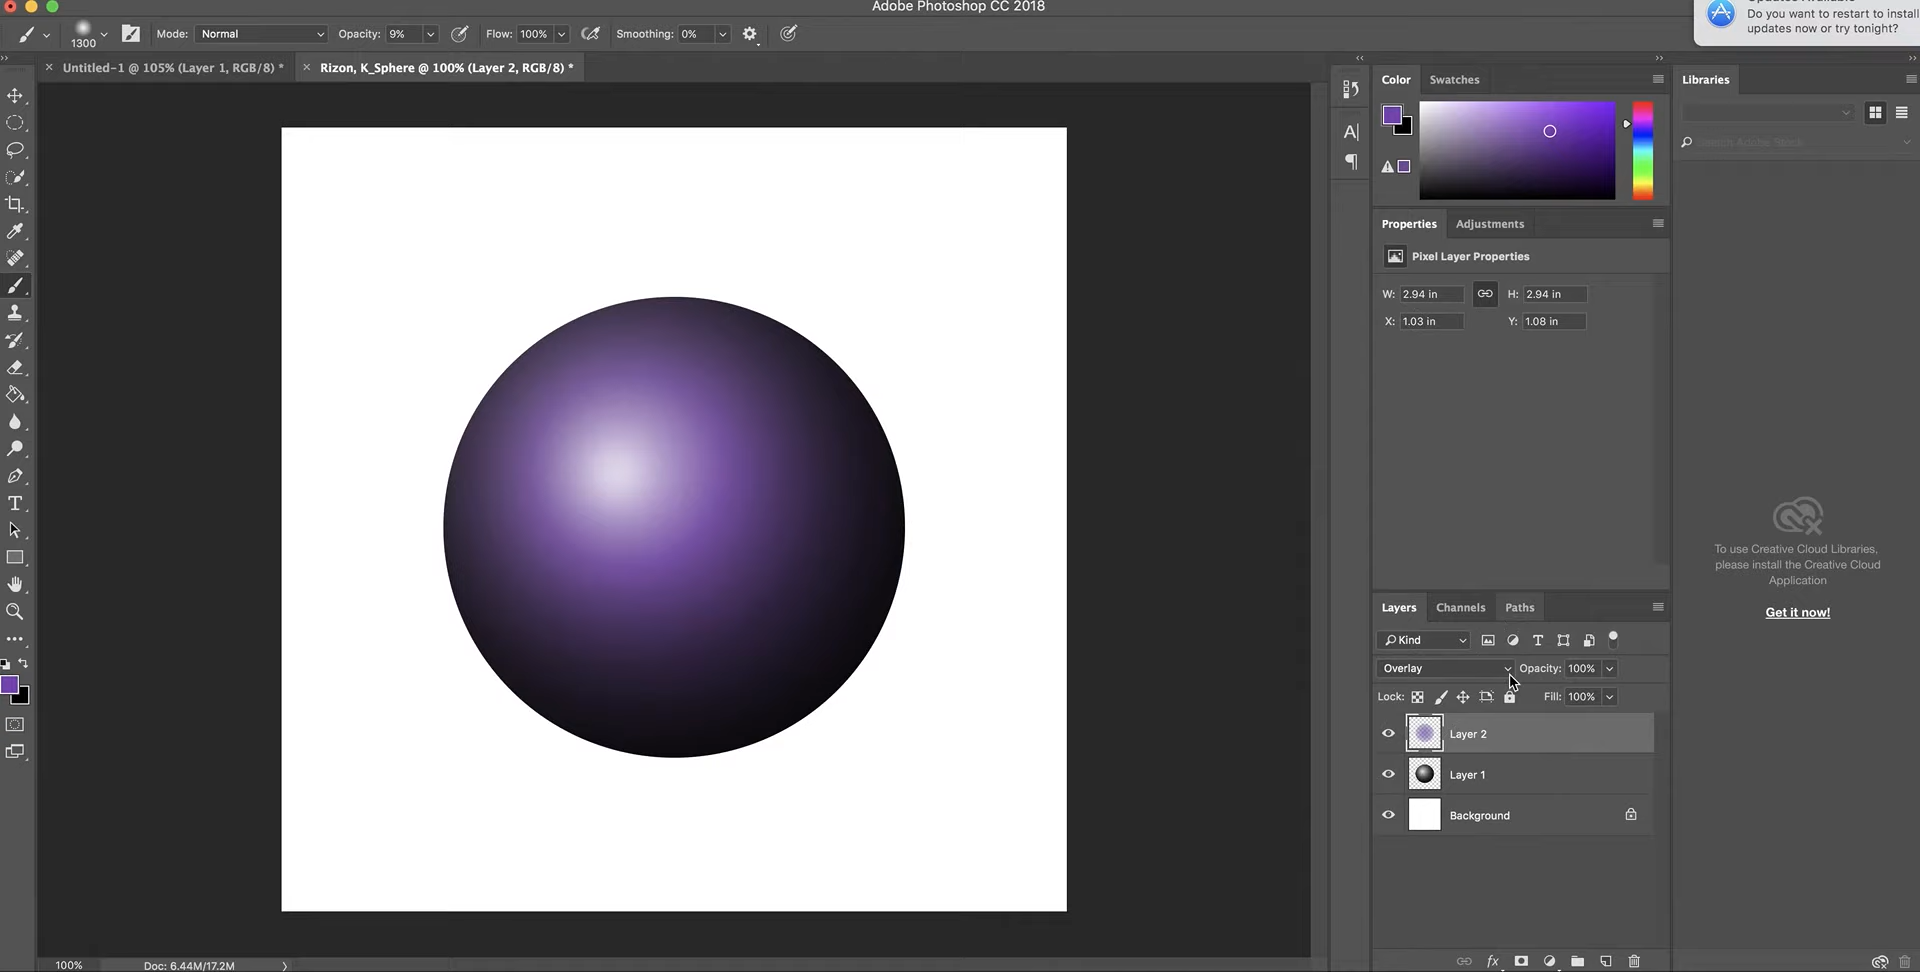 Adobe Photoshop CC 2018
Do you want to restart to install
updates now or try tonight?
1300
Mode: Normal
Opacity: 9%
Flow: 100%
Smoothing: 0%
Untitled-1 @ 105% (Layer 1, RGB/8) *
Rizon, K_Sphere @ 100% (Layer 2, RGB/8) *
Color
Swatches
Libraries
Search Adobe Stock
Properties
Adjustments
Pixel Layer Properties
W: 2.94 in
H: 2.94 in
X: 1.03 in
Y: 1.08 in
To use Creative Cloud Libraries,
please install the Creative Cloud
Application
Get it now!
Layers
Channels
Paths
Kind
Overlay
Opacity: 100%
Lock:
Fill: 100%
Layer 2
Layer 1
Background
100%
Doc: 6.44M/17.2M